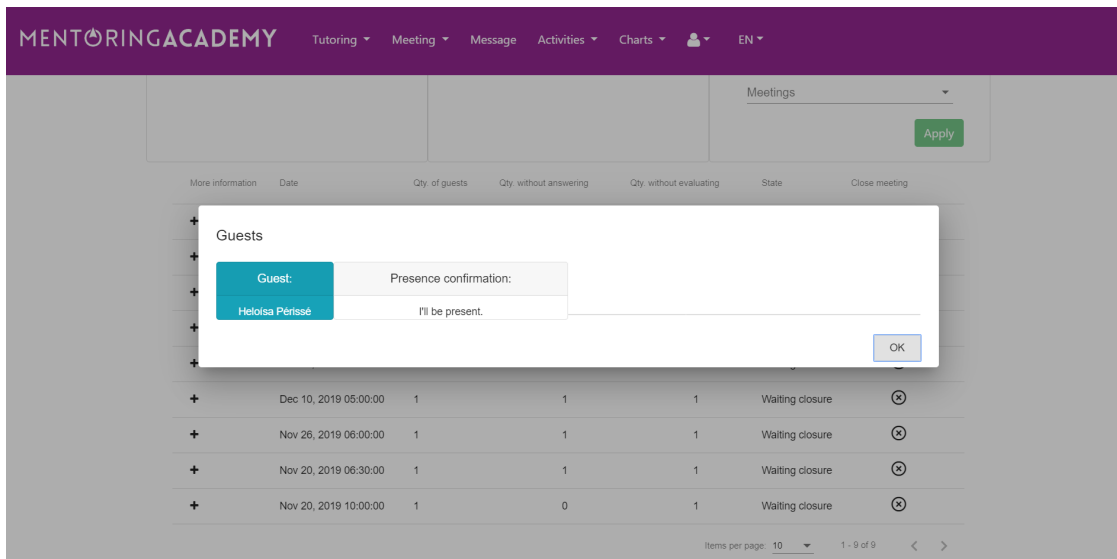 MENTORINGACADEMY Tutoring Meeting Message Activities Charts EN
Meetings
Apply
More information Date Qty. of guests Qty. without answering Qty. without evaluating State Close meeting
Guests
Guest: Presence confirmation:
Heloísa Périssé I'll be present.
OK
Dec 10, 2019 05:00:00 1 1 1 Waiting closure
Nov 26, 2019 06:00:00 1 1 1 Waiting closure
Nov 20, 2019 06:30:00 1 1 1 Waiting closure
Nov 20, 2019 10:00:00 1 0 1 Waiting closure
Items per page: 10 1 - 9 of 9